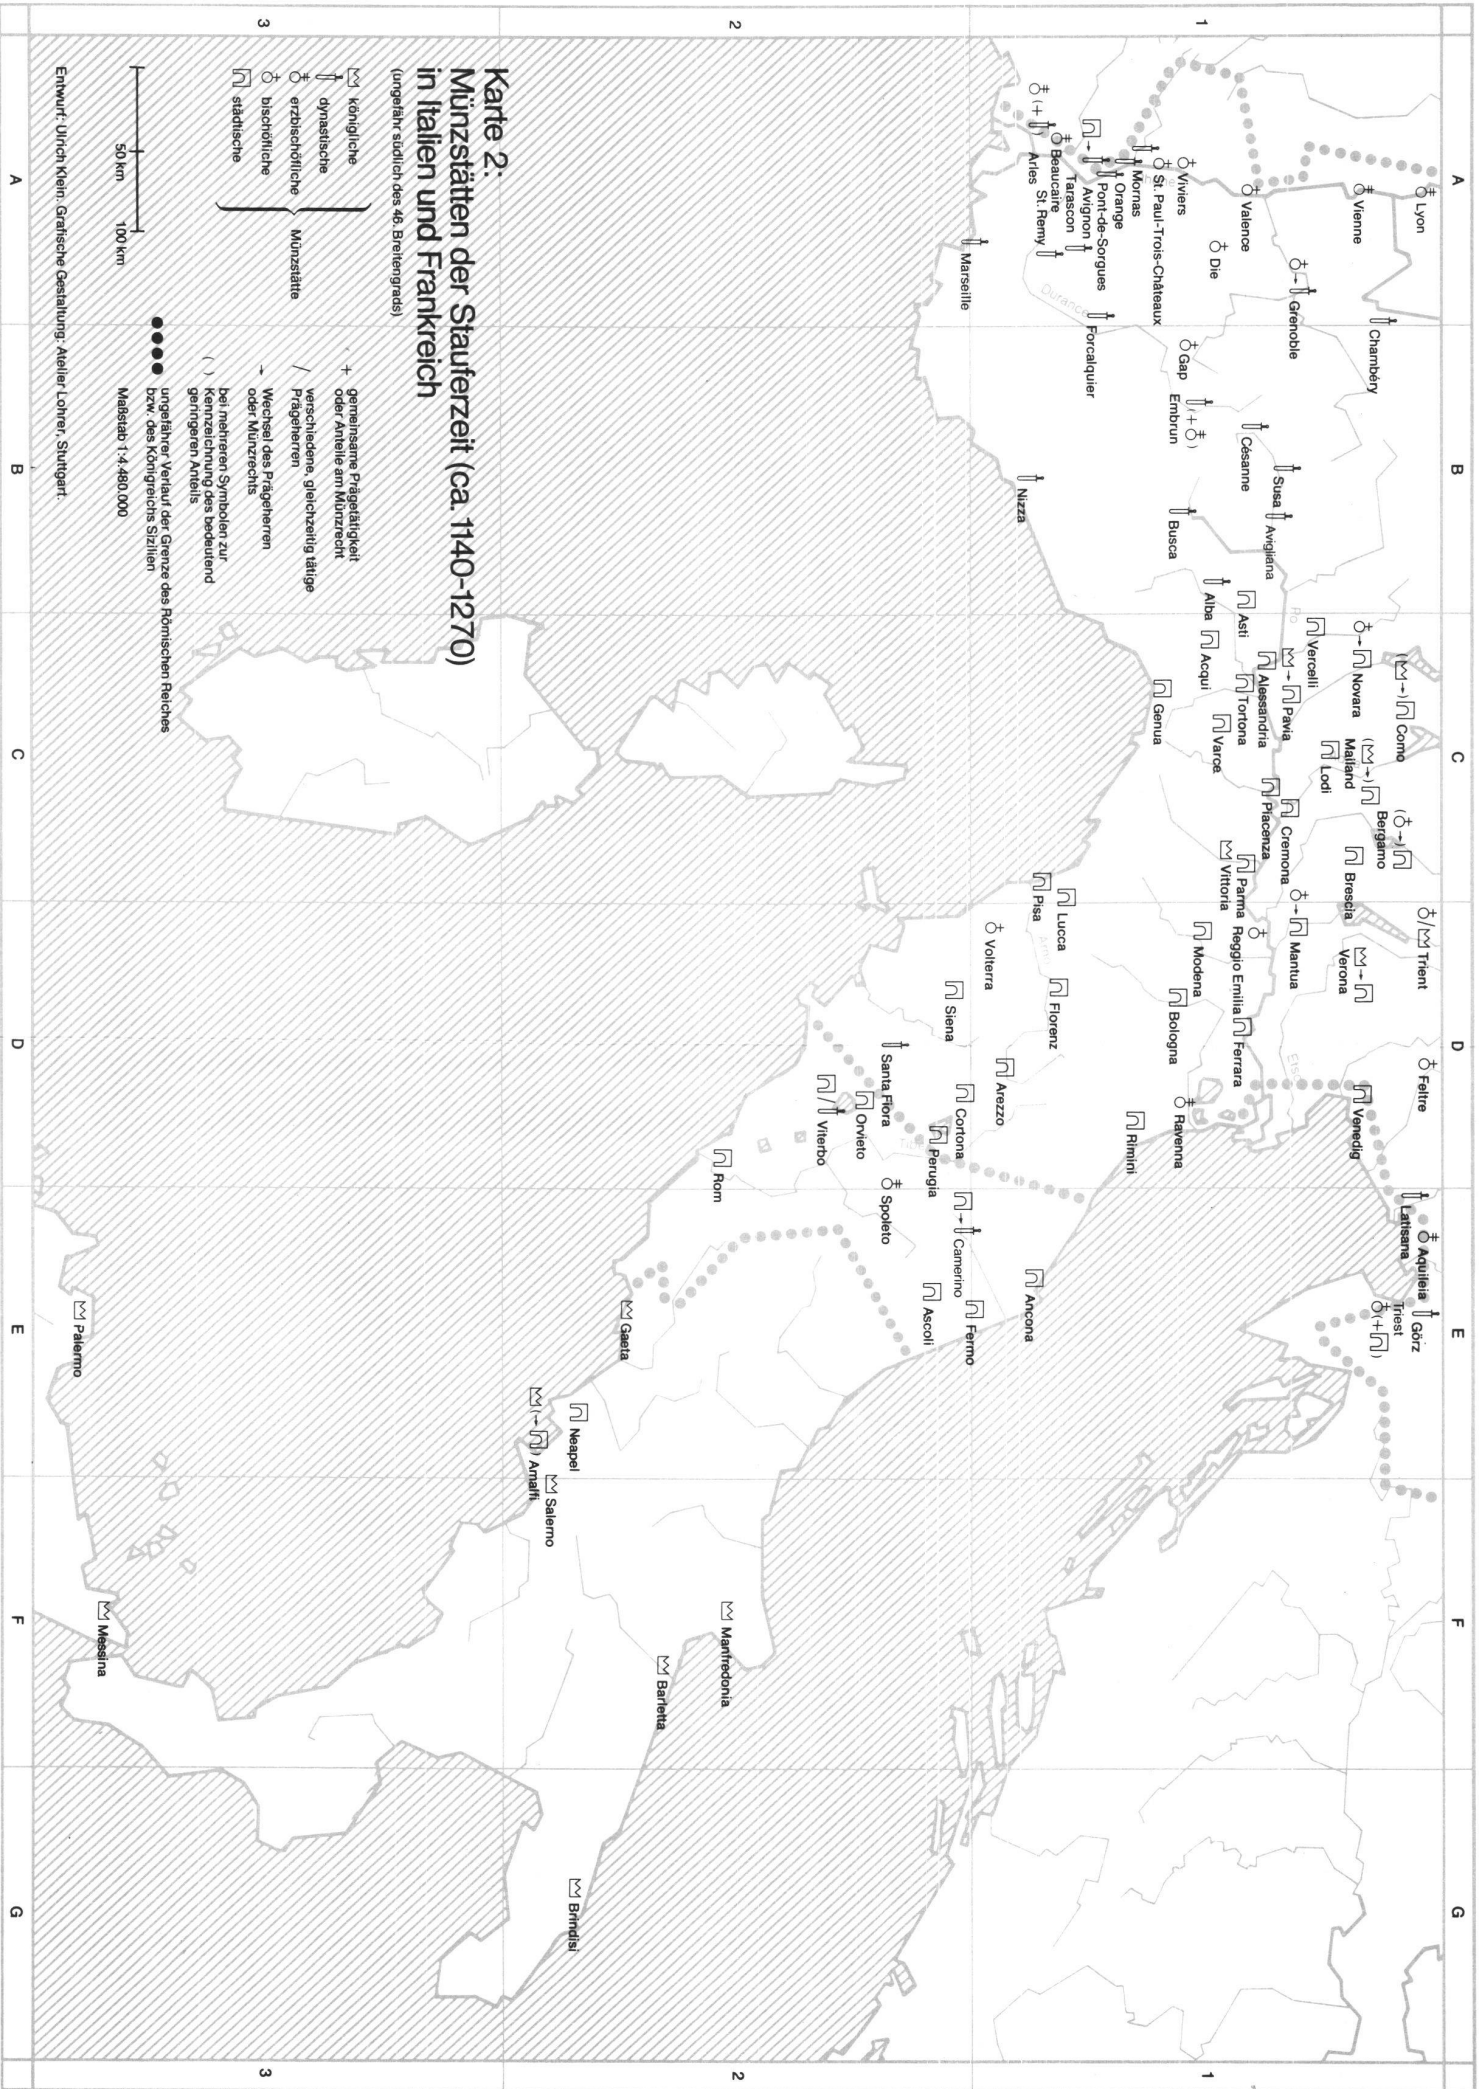 A
B
C
D
E
F
G
1
2
3
Lyon
Vienne
Chambéry
Grenoble
Valence
Die
Viviers
St. Paul-Trois-Châteaux
Mornas
Orange
Pont-de-Sorgues
Avignon
Tarascon
Beaucaire
St. Remy
Arles
Marseille
Durance
Forcalquier
Gap
Embrun
( + )
Césanne
Susa
Avigliana
Busca
Nizza
Alba
Asti
Acqui
Po
Vercelli
Novara
Como
Pavia
Alessandria
Tortona
Varce
Genua
Mailand
Lodi
Bergamo
Piacenza
Cremona
Brescia
Parma
Vittoria
Trient
Verona
Mantua
Reggio Emilia
Modena
Bologna
Ferrara
Etsch
Feltre
Venedig
Latisana
Aquileia
Görz
Triest
( + )
Ravenna
Rimini
Pisa
Lucca
Arno
Volterra
Florenz
Siena
Arezzo
Cortona
Santa Fiora
Orvieto
Viterbo
Perugia
Tiber
Spoleto
Rom
Camerino
Ancona
Fermo
Ascoli
Gaeta
Neapel
Amalfi
Salerno
Manfredonia
Barletta
Brindisi
Palermo
Messina
Karte 2:
Münzstätten der Stauferzeit (ca. 1140-1270)
in Italien und Frankreich
(ungefähr südlich des 46. Breitengrads)
königliche
dynastische
erzbischöfliche
bischöfliche
städtische
Münzstätte
+ gemeinsame Prägetätigkeit
oder Anteile am Münzrecht
/ verschiedene, gleichzeitig tätige
Prägeherren
→ Wechsel des Prägeherren
oder Münzrechts
( ) bei mehreren Symbolen zur
Kennzeichnung des bedeutend
geringeren Anteils
ungefährer Verlauf der Grenze des Römischen Reiches
bzw. des Königreichs Sizilien
50 km
100 km
Maßstab 1:4.480.000
Entwurf: Ulrich Klein. Grafische Gestaltung: Atelier Lohrer, Stuttgart.
A
B
C
D
E
F
G
1
2
3